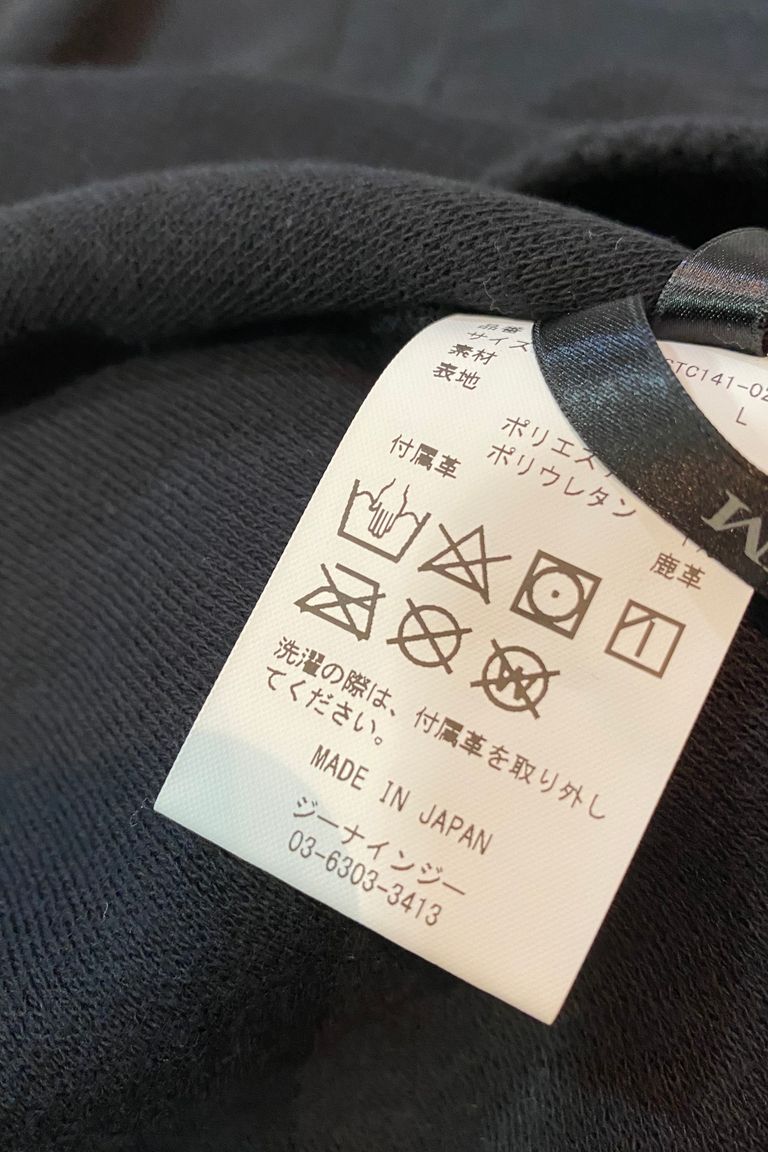 品番
サイズ
素材
表地
STC141-02
L
ポリエステ
ポリウレタン
付属革
鹿革
W
洗濯の際は、付属革を取り外し
てください。
MADE IN JAPAN
ジーナインジー
03-6303-3413
M